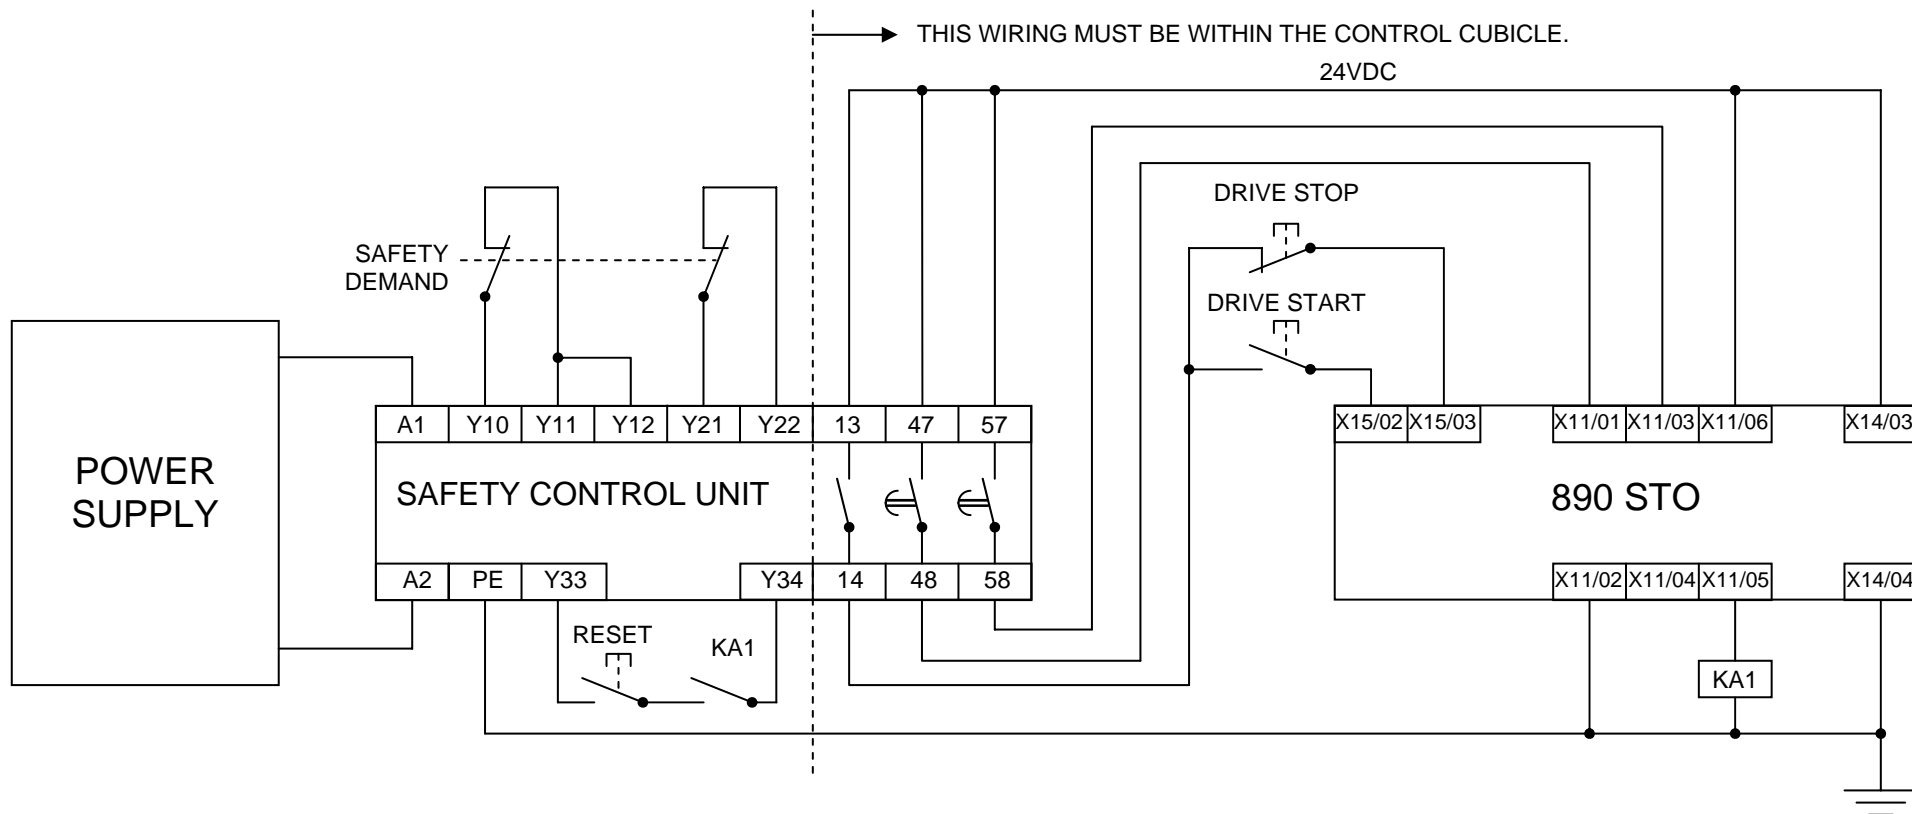 THIS WIRING MUST BE WITHIN THE CONTROL CUBICLE.
24VDC
DRIVE STOP
SAFETY
DEMAND
DRIVE START
A1 Y10 Y11 Y12 Y21 Y22 13 47 57
X15/02 X15/03 X11/01 X11/03 X11/06 X14/03
POWER
SUPPLY
SAFETY CONTROL UNIT
890 STO
A2 PE Y33 Y34 14 48 58
X11/02 X11/04 X11/05 X14/04
RESET
KA1
KA1